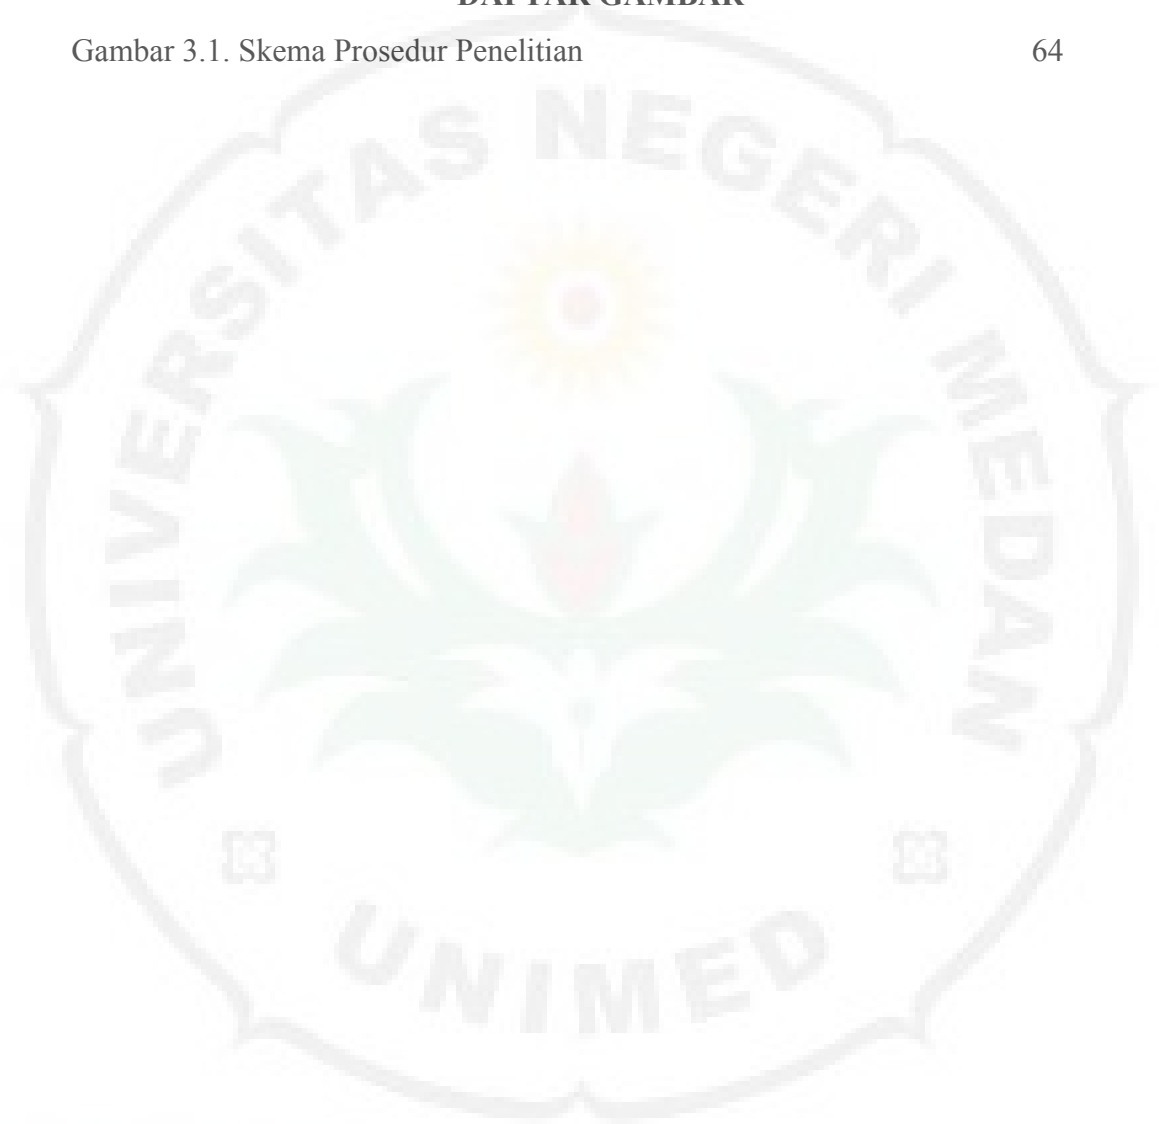 DAFTAR GAMBAR
Gambar 3.1. Skema Prosedur Penelitian 64
UNIVERSITAS NEGERI MEDAN
UNIMED